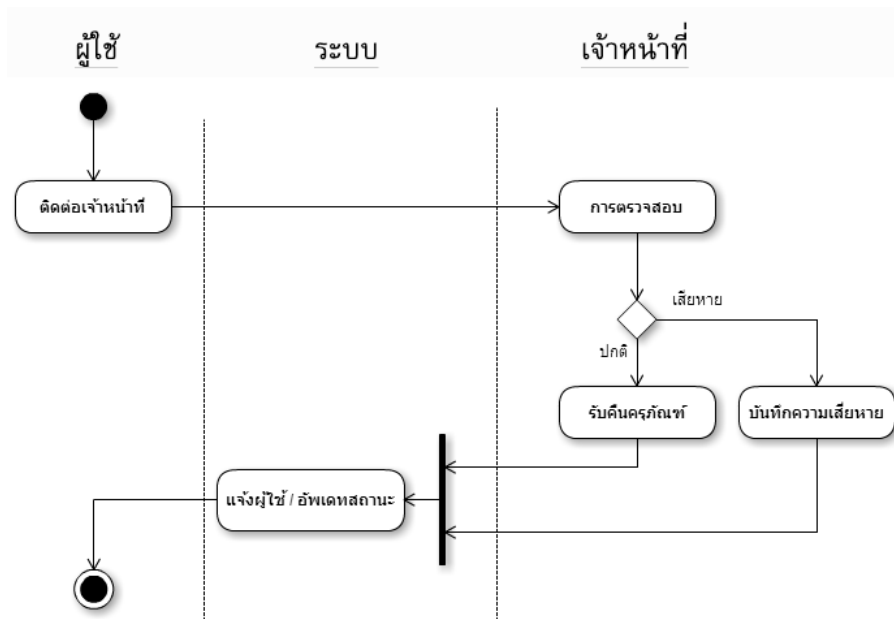 ผู้ใช้
ระบบ
เจ้าหน้าที่
ติดต่อเจ้าหน้าที่
การตรวจสอบ
เสียหาย
ปกติ
รับคืนครุภัณฑ์
บันทึกความเสียหาย
แจ้งผู้ใช้ / อัพเดทสถานะ